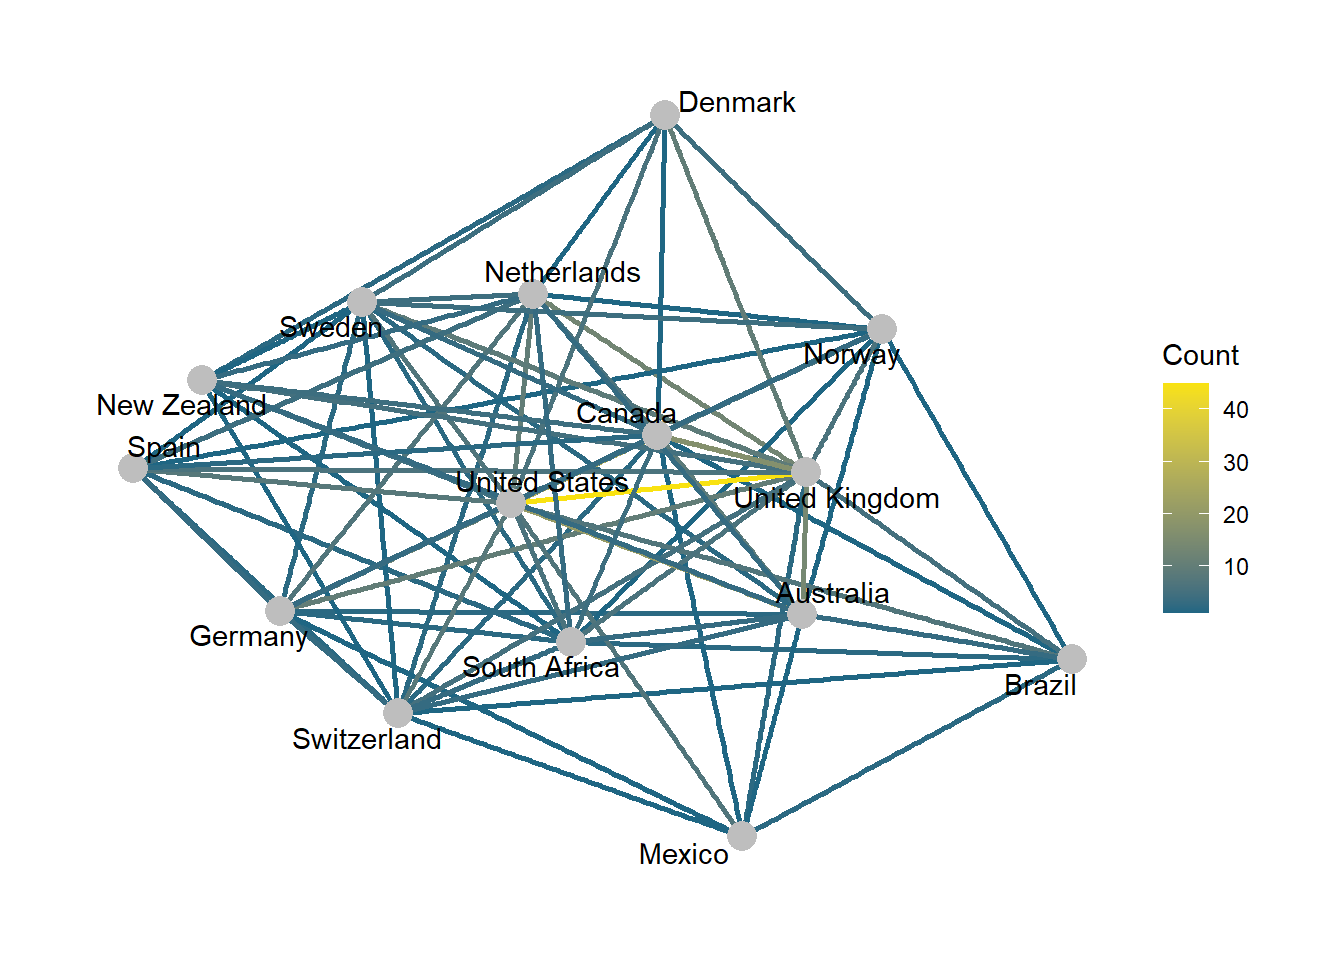 Denmark
Netherlands
Sweden
Norway
New Zealand
Canada
Spain
United States
United Kingdom
Australia
Germany
South Africa
Brazil
Switzerland
Mexico
Count
40
30
20
10